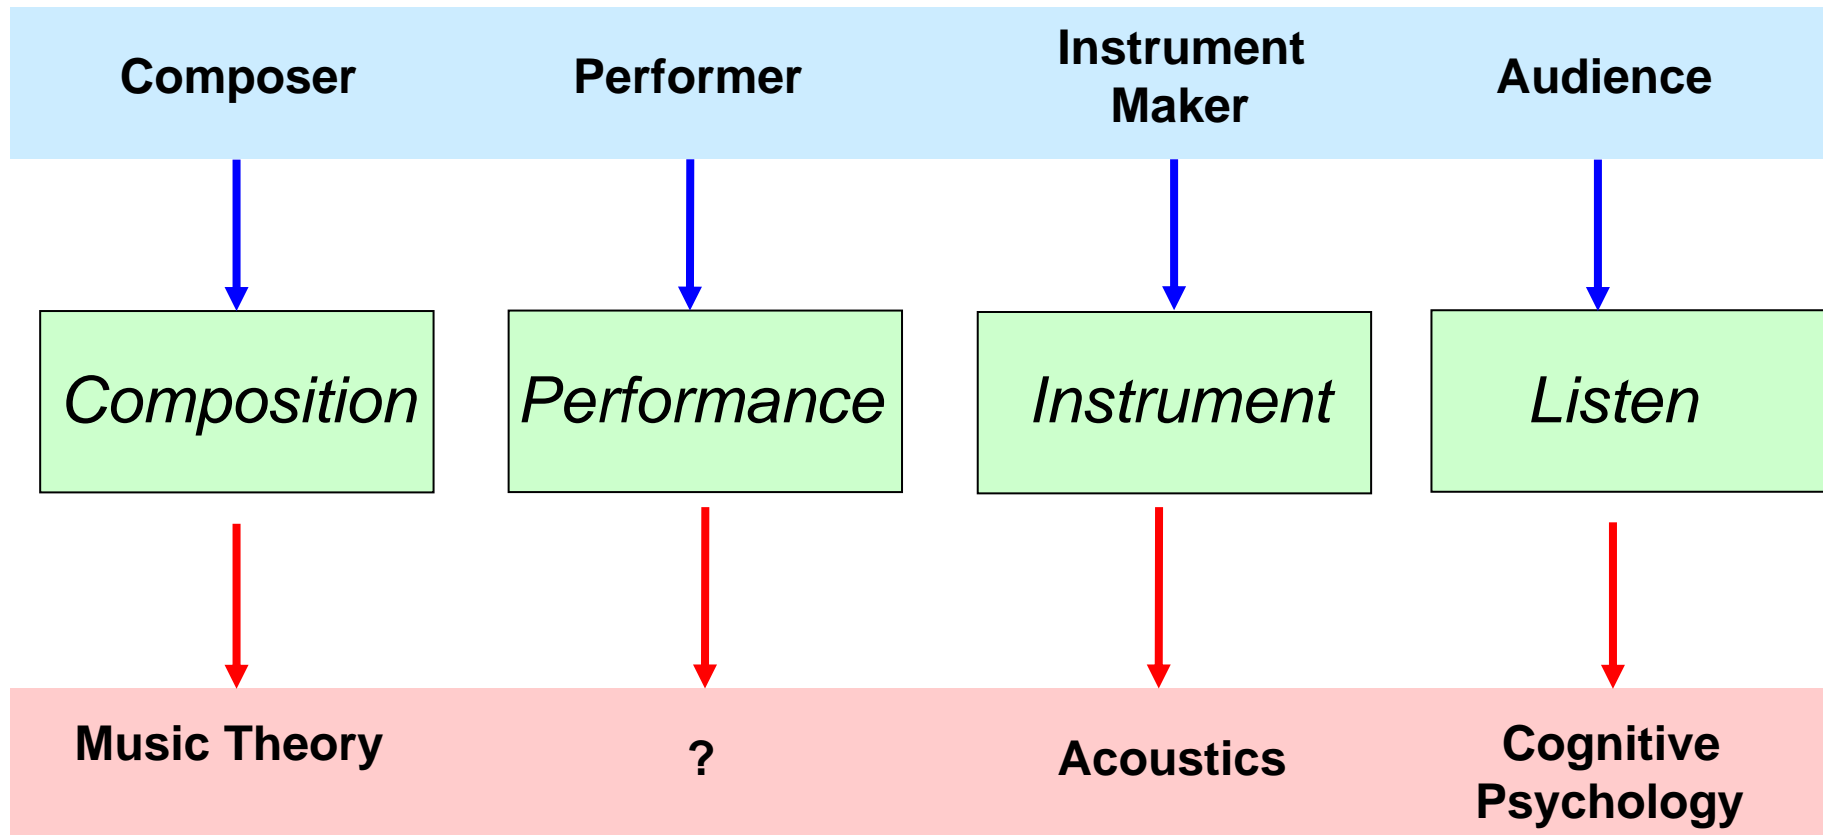 Composer
Performer
Instrument
Maker
Audience
Composition
Performance
Instrument
Listen
Music Theory
?
Acoustics
Cognitive
Psychology